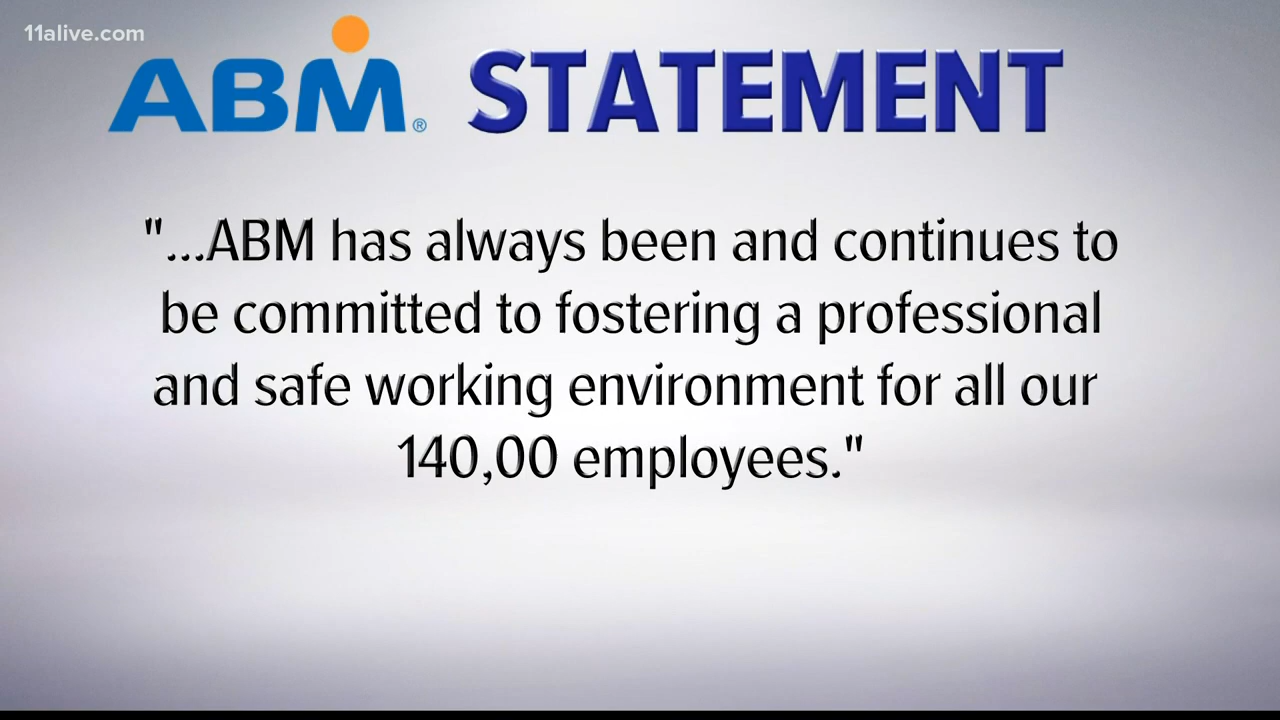 11alive.com
ABM® STATEMENT
"...ABM has always been and continues to
be committed to fostering a professional
and safe working environment for all our
140,00 employees."